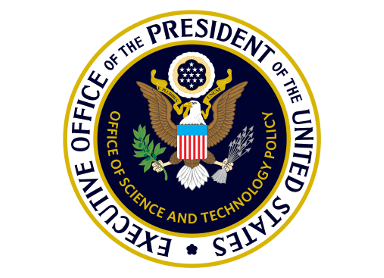 EXECUTIVE OFFICE OF THE PRESIDENT OF THE UNITED STATES
OFFICE OF SCIENCE AND TECHNOLOGY POLICY